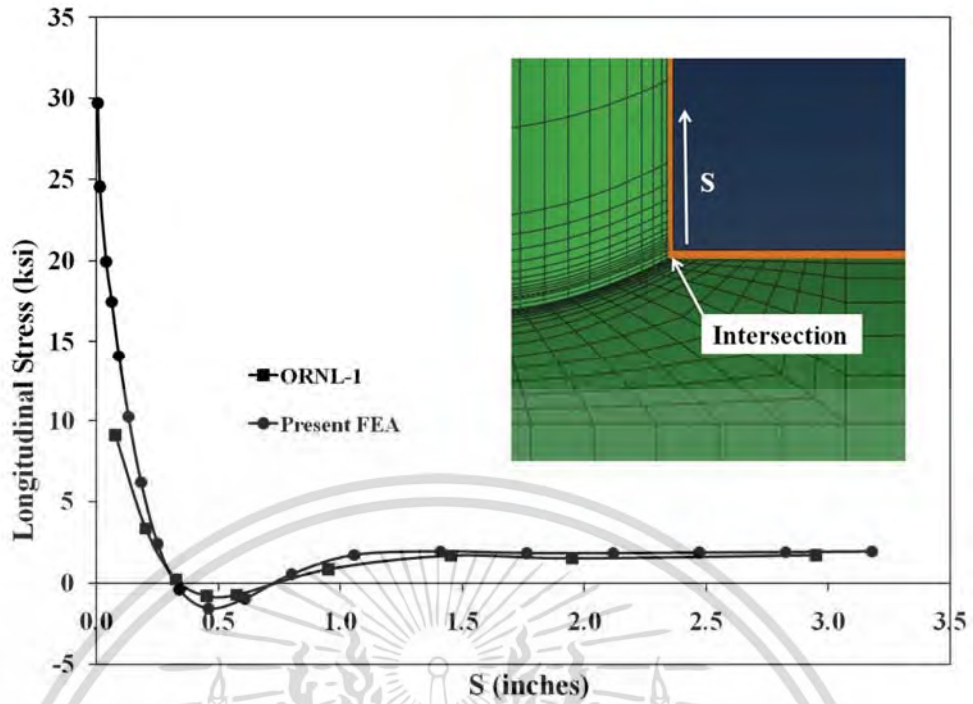 35
30
25
20
15
10
5
0
-5
Longitudinal Stress (ksi)
S
Intersection
ORNL-1
Present FEA
0.0 0.5 1.0 1.5 2.0 2.5 3.0 3.5
S (inches)